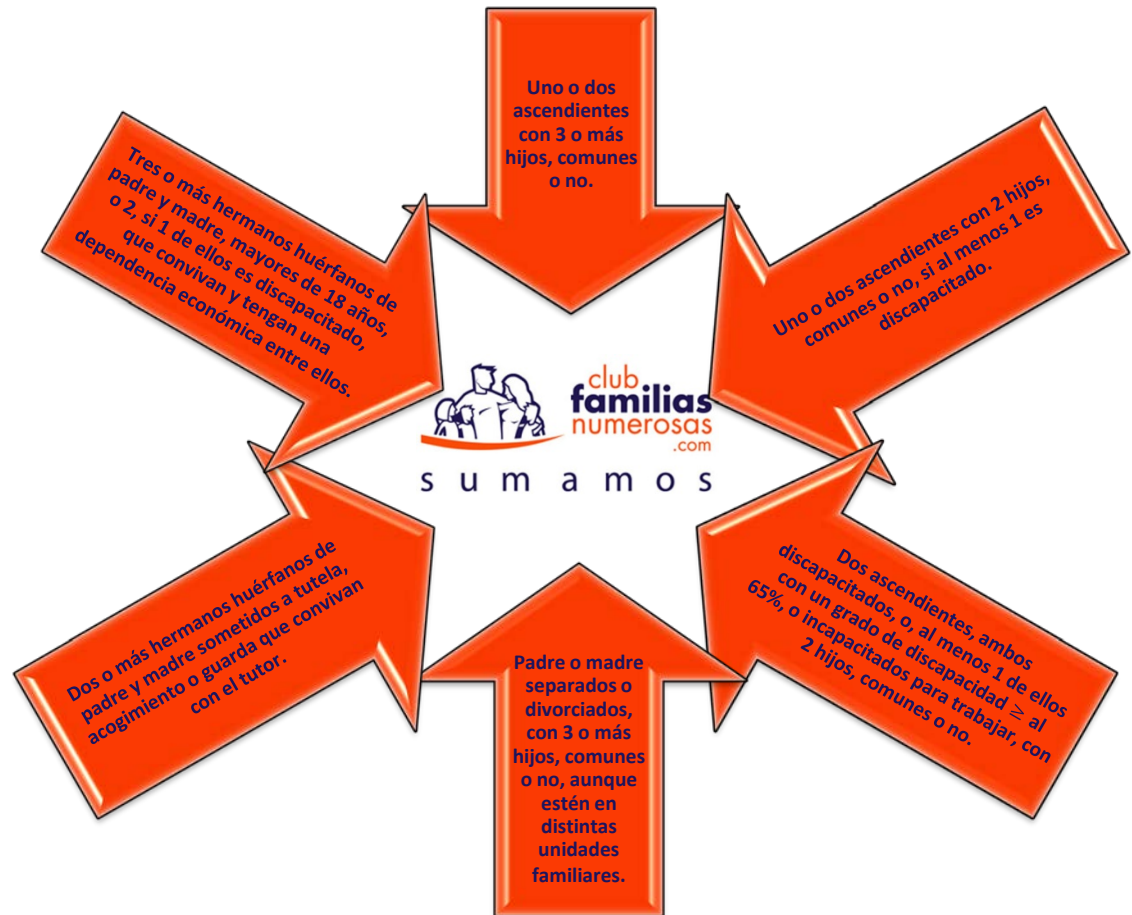 Uno o dos
ascendientes
con 3 o más
hijos, comunes
o no.
Uno o dos ascendientes con 2 hijos,
comunes o no, si al menos 1 es
discapacitado.
Dos ascendientes, ambos
discapacitados, o, al menos 1 de ellos
con un grado de discapacidad ≥ al
65%, o incapacitados para trabajar, con
2 hijos, comunes o no.
Padre o madre
separados o
divorciados,
con 3 o más
hijos, comunes
o no, aunque
estén en
distintas
unidades
familiares.
Dos o más hermanos huérfanos de
padre y madre sometidos a tutela,
acogimiento o guarda que convivan
con el tutor.
Tres o más hermanos huérfanos de
padre y madre, mayores de 18 años,
o 2, si 1 de ellos es discapacitado,
que convivan y tengan una
dependencia económica entre ellos.
club
familias
numerosas
.com
sumamos